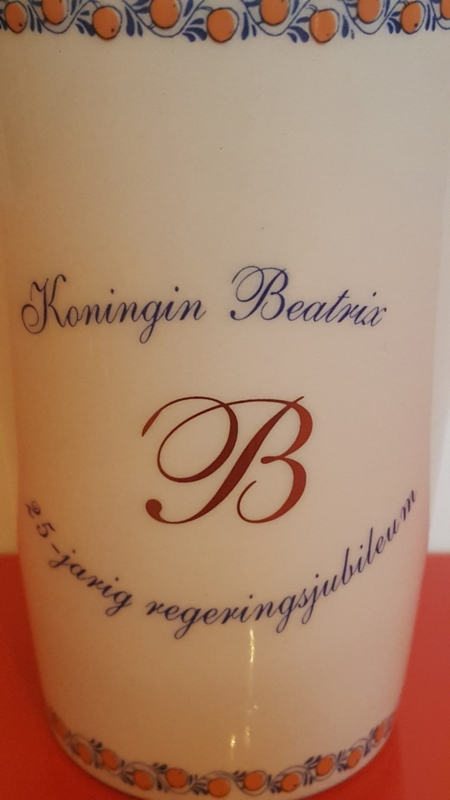 Koningin Beatrix
B
25-jarig regeringsjubileum